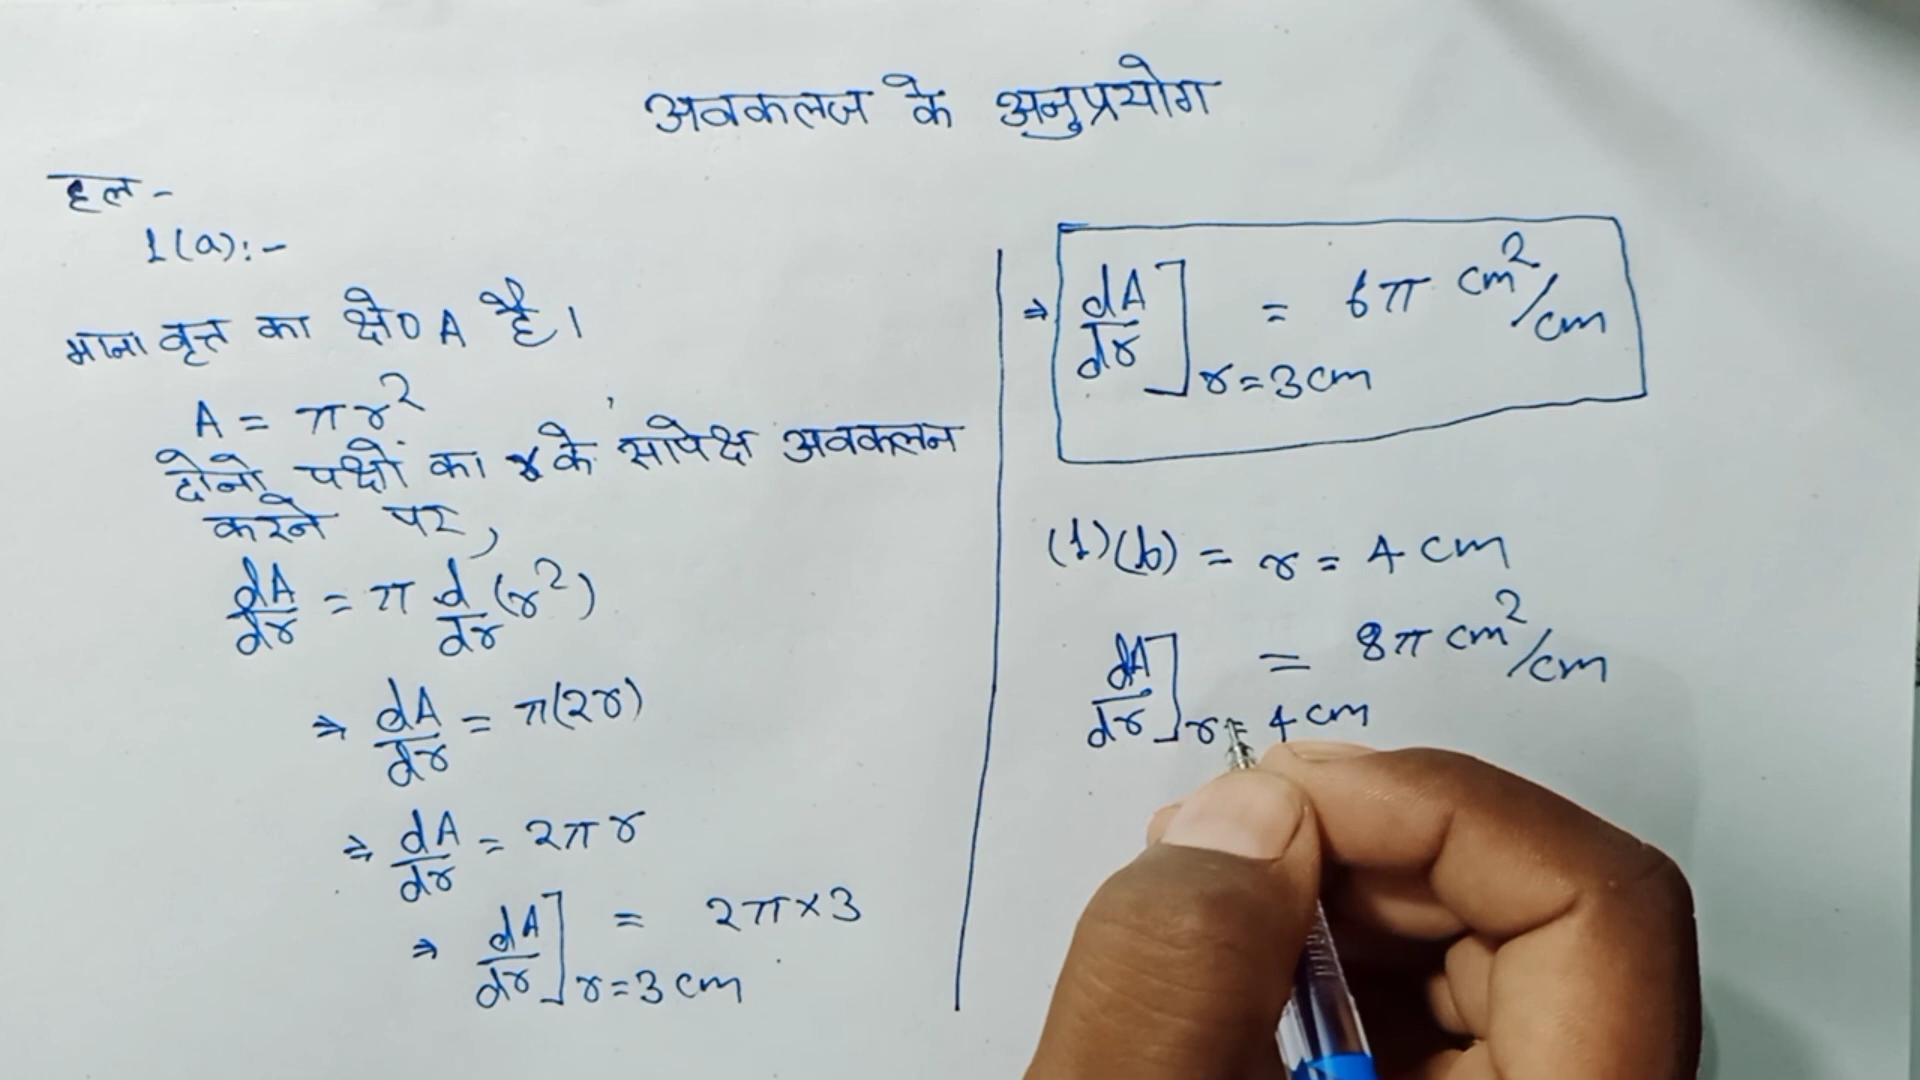 अवकलज के अनुप्रयोग
हल -
1(a):-
माना वृत्त का क्षे0 A है।
A = πr²
दोनो पक्षों का r के सापेक्ष अवकलन
करने पर,
dA/dr = π d/dr (r²)
⇒ dA/dr = π(2r)
⇒ dA/dr = 2πr
⇒ dA/dr]r=3cm = 2π×3
⇒ dA/dr]r=3cm = 6π cm²/cm
(1)(b) = r = 4 cm
dA/dr]r=4cm = 8π cm²/cm